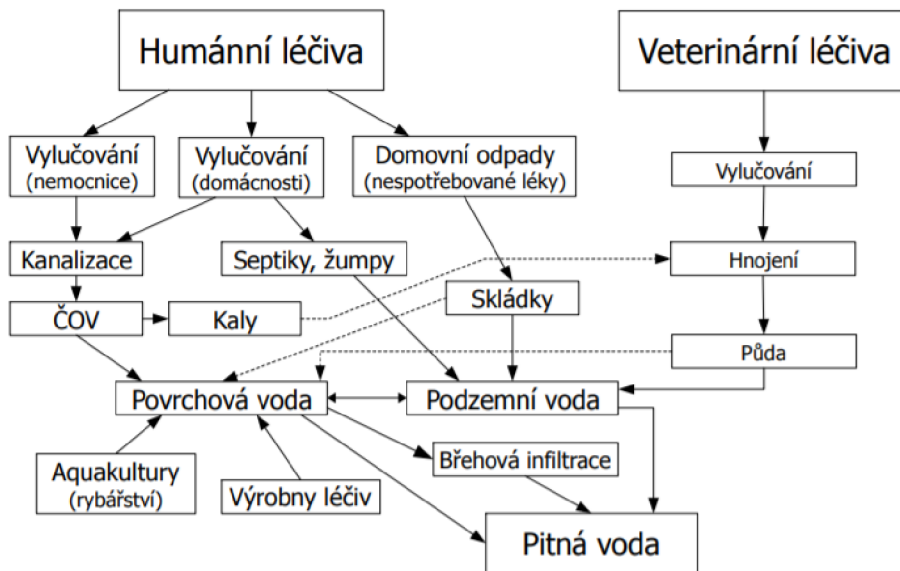 Humánní léčiva
Veterinární léčiva
Vylučování
(nemocnice)
Vylučování
(domácnosti)
Domovní odpady
(nespotřebované léky)
Vylučování
Kanalizace
Septiky, žumpy
Hnojení
ČOV
Kaly
Skládky
Půda
Povrchová voda
Podzemní voda
Aquakultury
(rybářství)
Výrobny léčiv
Břehová infiltrace
Pitná voda